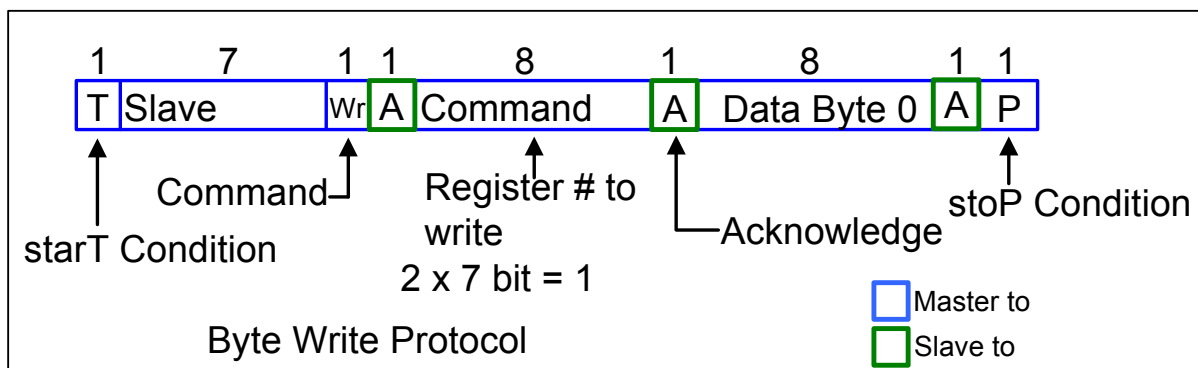 1 7 1 1 8 1 8 1 1
T Slave Wr A Command A Data Byte 0 A P
Command
Register # to
write
2 x 7 bit = 1
Acknowledge
stoP Condition
starT Condition
Byte Write Protocol
Master to
Slave to